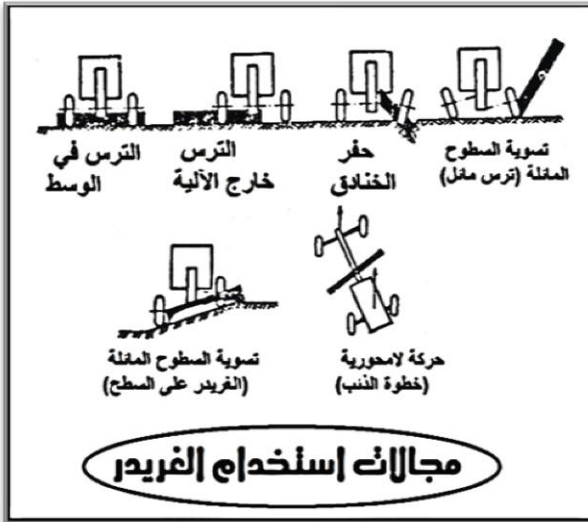 الترس في
الوسط
الترس
خارج الآلية
حفر
الخنادق
تسوية السطوح
المائلة (ترس مائل)
تسوية السطوح المائلة
(الغريدر على السطح)
حركة لامحورية
(خطوة الذئب)
مجالات استخدام الغريدر